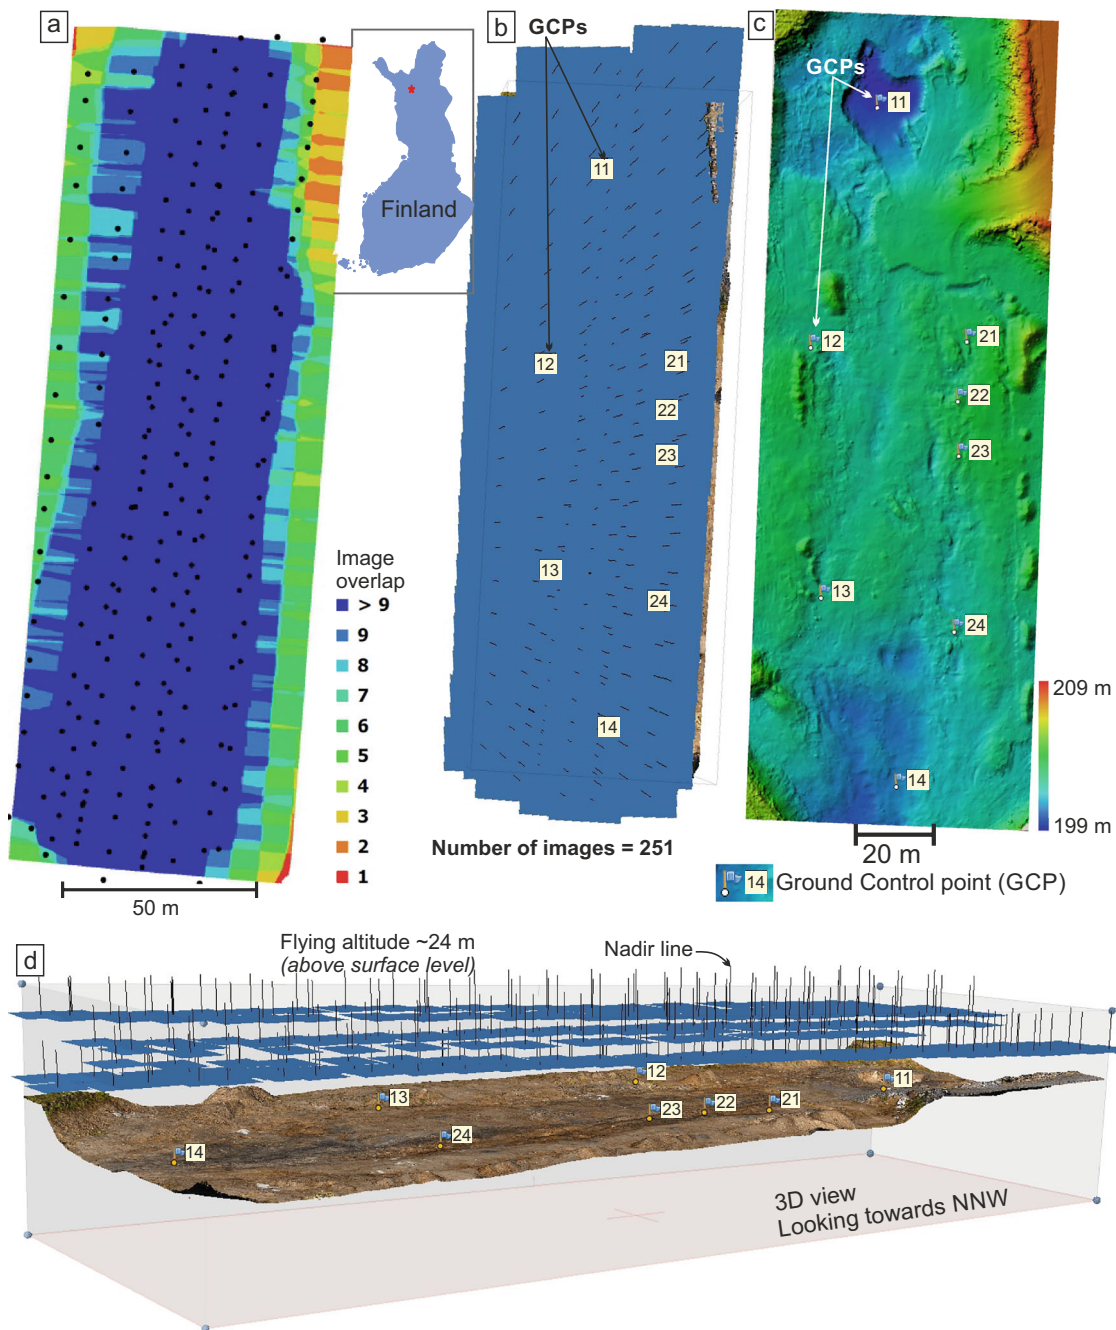 a
Finland
Image
overlap
> 9
9
8
7
6
5
4
3
2
1
50 m
b
GCPs
11
12
21
22
23
13
24
14
Number of images = 251
c
GCPs
11
12
21
22
23
13
24
14
209 m
199 m
20 m
14 Ground Control point (GCP)
d
Flying altitude ~24 m
(above surface level)
Nadir line
12
11
13
23
22
21
24
14
3D view
Looking towards NNW